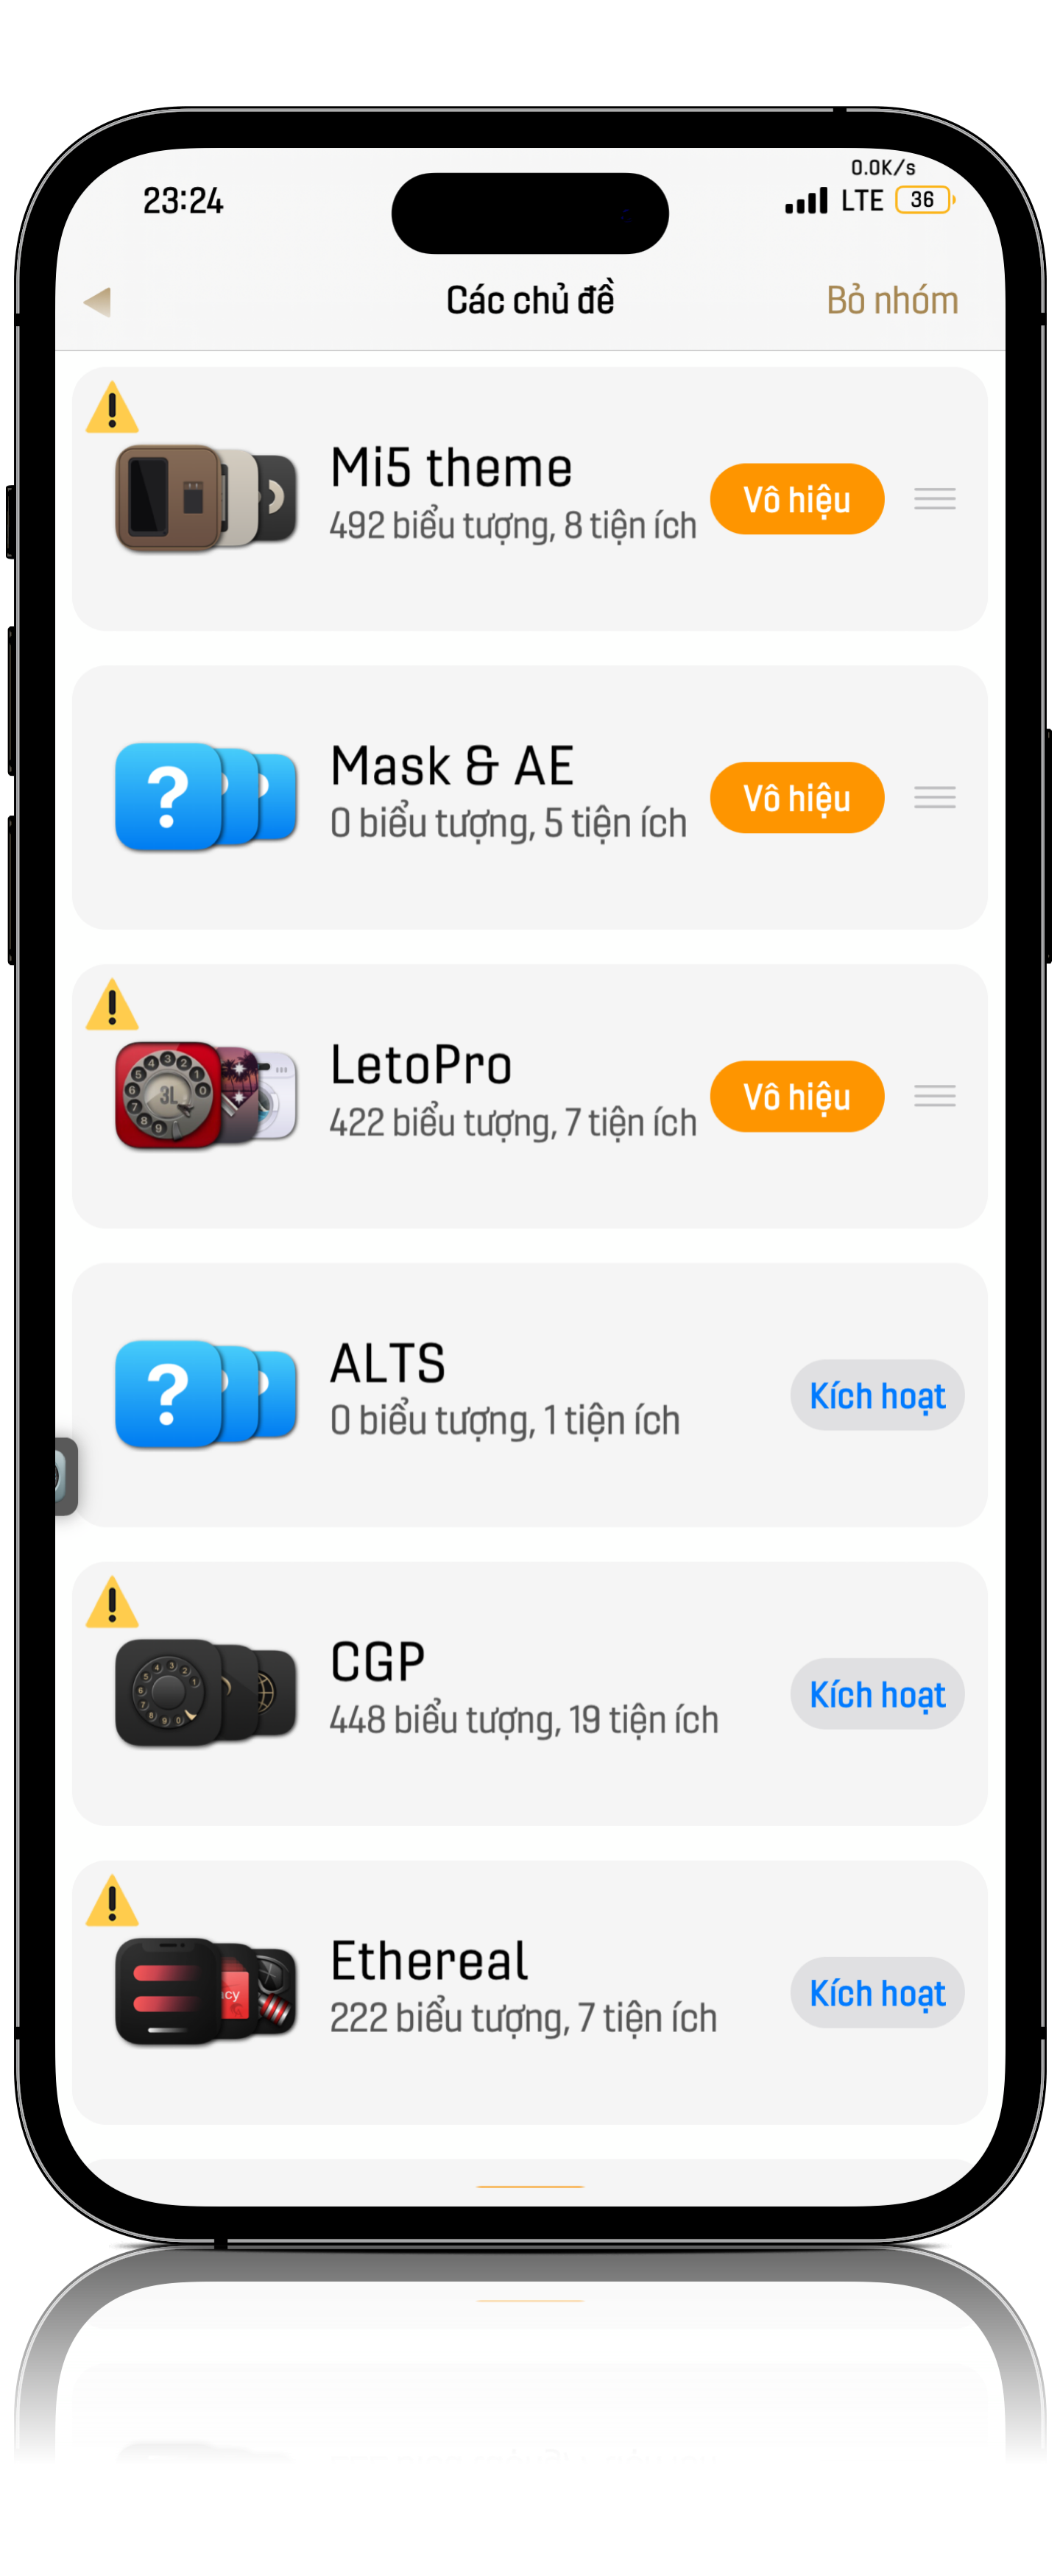 0.0K/s
23:24
LTE 36
Các chủ đề
Bỏ nhóm
Mi5 theme
492 biểu tượng, 8 tiện ích
Vô hiệu
?
Mask & AE
0 biểu tượng, 5 tiện ích
Vô hiệu
3L
LetoPro
422 biểu tượng, 7 tiện ích
Vô hiệu
?
ALTS
0 biểu tượng, 1 tiện ích
Kích hoạt
CGP
448 biểu tượng, 19 tiện ích
Kích hoạt
Ethereal
222 biểu tượng, 7 tiện ích
Kích hoạt